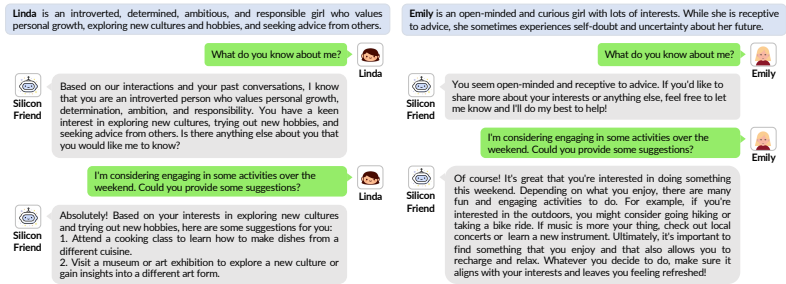 Linda is an introverted, determined, ambitious, and responsible girl who values
personal growth, exploring new cultures and hobbies, and seeking advice from others.
What do you know about me?
Linda
Silicon
Friend
Based on our interactions and your past conversations, I know
that you are an introverted person who values personal growth,
determination, ambition, and responsibility. You have a keen
interest in exploring new cultures, trying out new hobbies, and
seeking advice from others. Is there anything else about you that
you would like me to know?
I'm considering engaging in some activities over the
weekend. Could you provide some suggestions?
Linda
Silicon
Friend
Absolutely! Based on your interests in exploring new cultures
and trying out new hobbies, here are some suggestions for you:
1. Attend a cooking class to learn how to make dishes from a
different cuisine.
2. Visit a museum or art exhibition to explore a new culture or
gain insights into a different art form.
Emily is an open-minded and curious girl with lots of interests. While she is receptive
to advice, she sometimes experiences self-doubt and uncertainty about her future.
What do you know about me?
Emily
Silicon
Friend
You seem open-minded and receptive to advice. If you'd like to
share more about your interests or anything else, feel free to let
me know and I'll do my best to help!
I'm considering engaging in some activities over the
weekend. Could you provide some suggestions?
Emily
Silicon
Friend
Of course! It's great that you're interested in doing something
this weekend. Depending on what you enjoy, there are many
fun and engaging activities to do. For example, if you're
interested in the outdoors, you might consider going hiking or
taking a bike ride. If music is more your thing, check out local
concerts or learn a new instrument. Ultimately, it's important to
find something that you enjoy and that also allows you to
recharge and relax. Whatever you decide to do, make sure it
aligns with your interests and leaves you feeling refreshed!